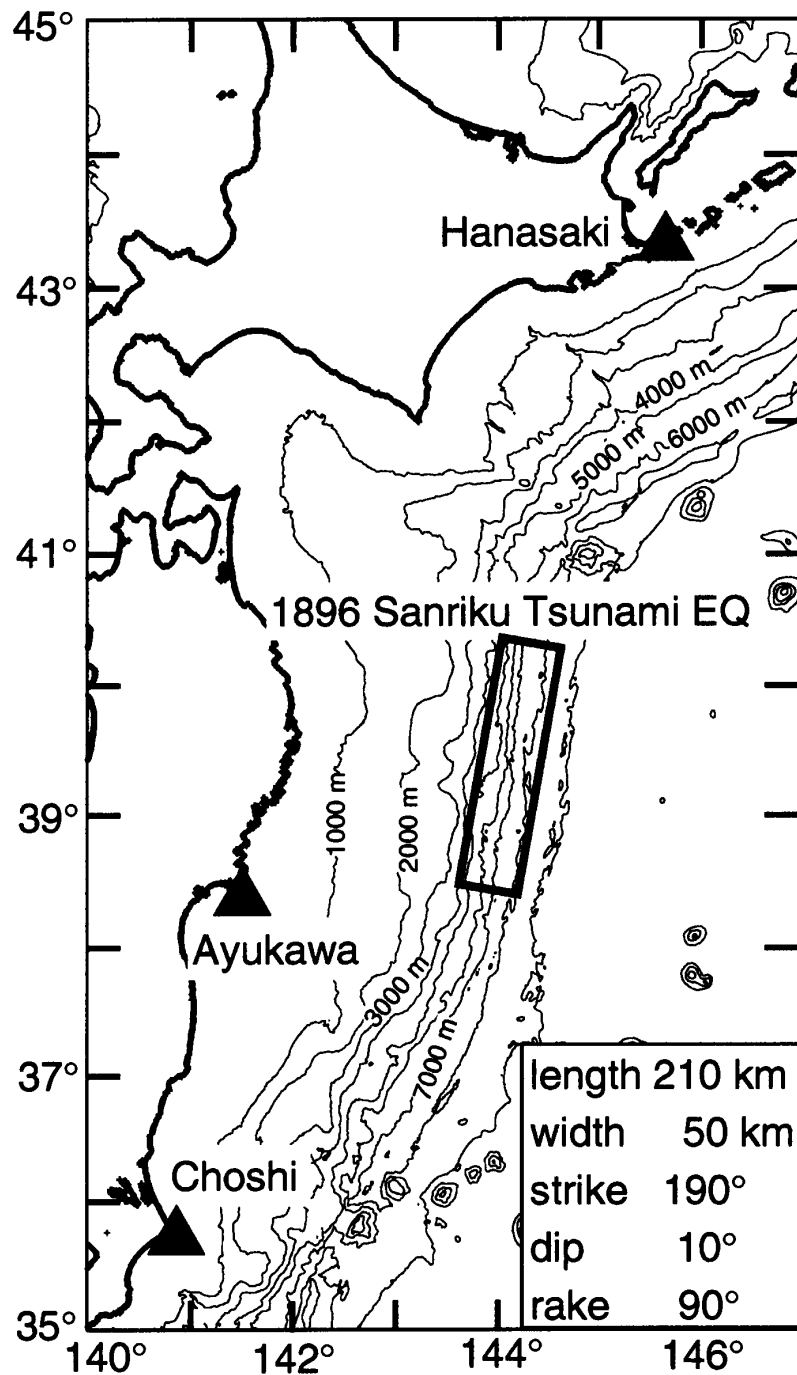 45°
Hanasaki
43°
4000 m
5000 m
6000 m
41°
1896 Sanriku Tsunami EQ
39°
1000 m
2000 m
Ayukawa
3000 m
7000 m
37°
length 210 km
width 50 km
strike 190°
dip 10°
rake 90°
Choshi
35°
140° 142° 144° 146°